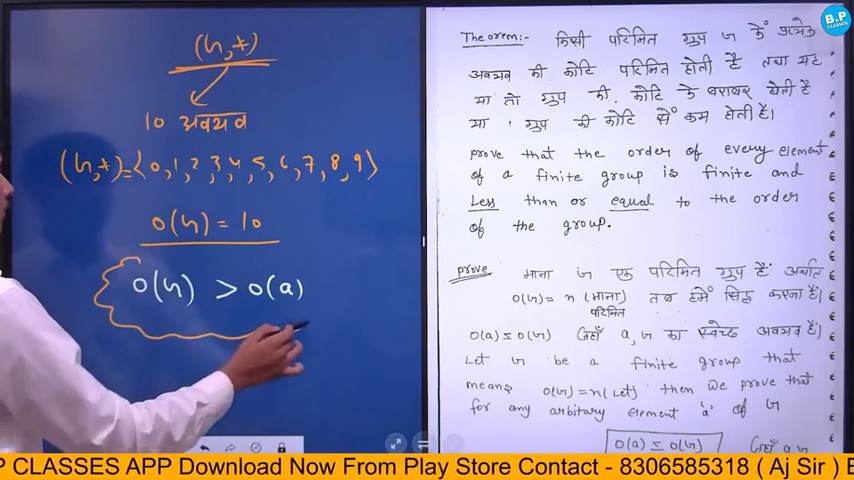 (G,*)
10 अवयव
(G,*)=⟨0,1,2,3,4,5,6,7,8,9⟩
O(G) = 10
O(G) > O(a)
B.P
CLASSES
Theorem:- किसी परिमित ग्रुप G के प्रत्येक
अवयव की कोटि परिमित होती है तथा यह
या तो ग्रुप की कोटि के बराबर होती है
या ग्रुप की कोटि से कम होती है।
prove that the order of every element
of a finite group is finite and
Less than or equal to the order
of the group.
prove माना G एक परिमित ग्रुप है अर्थात
O(G)= n (माना) तब हमें सिद्ध करना है।
परिमित
O(a) ≤ O(G) जहाँ a, G का स्वेच्छ अवयव है।
Let G be a finite group that
means O(G)=n(Let) then we prove that
for any arbitary element 'a' of G
O(a) ≤ O(G) जहाँ a
P CLASSES APP Download Now From Play Store Contact - 8306585318 ( Aj Sir )